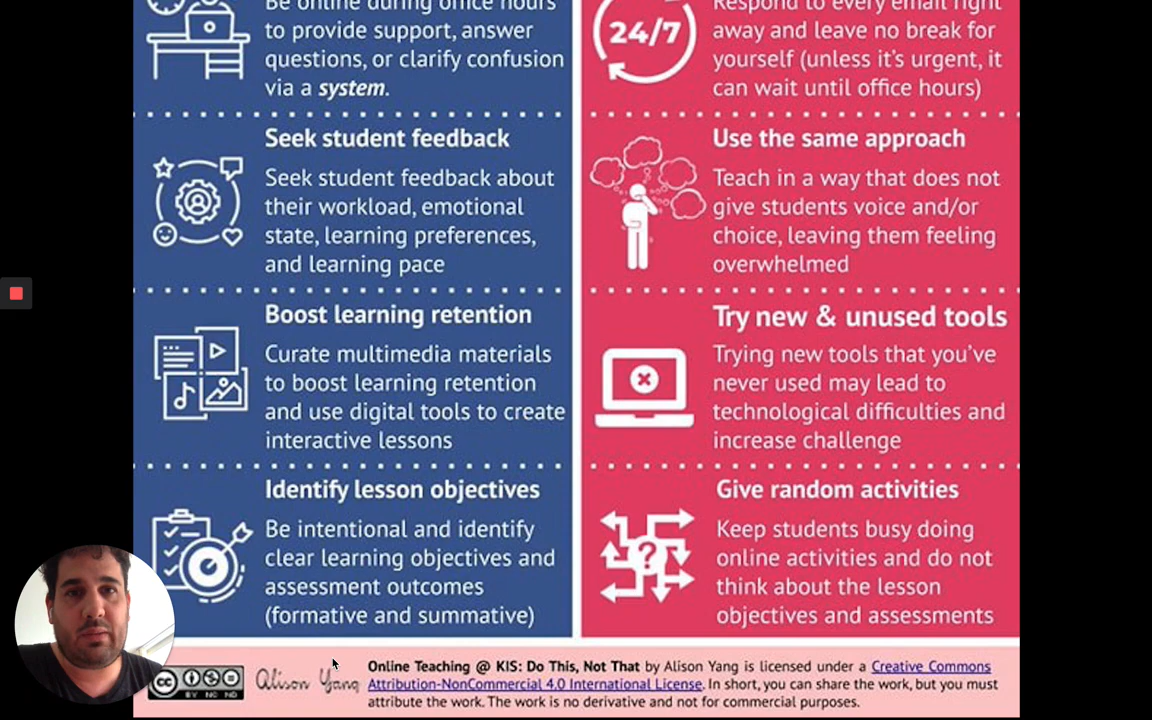 Be online during office hours
to provide support, answer
questions, or clarify confusion
via a system.
24/7
Respond to every email right
away and leave no break for
yourself (unless it's urgent, it
can wait until office hours)
Seek student feedback
Seek student feedback about
their workload, emotional
state, learning preferences,
and learning pace
Use the same approach
Teach in a way that does not
give students voice and/or
choice, leaving them feeling
overwhelmed
Boost learning retention
Curate multimedia materials
to boost learning retention
and use digital tools to create
interactive lessons
Try new & unused tools
Trying new tools that you've
never used may lead to
technological difficulties and
increase challenge
Identify lesson objectives
Be intentional and identify
clear learning objectives and
assessment outcomes
(formative and summative)
?
Give random activities
Keep students busy doing
online activities and do not
think about the lesson
objectives and assessments
cc
BY NC ND
Alison Yang
Online Teaching @ KIS: Do This, Not That by Alison Yang is licensed under a Creative Commons
Attribution-NonCommercial 4.0 International License. In short, you can share the work, but you must
attribute the work. The work is no derivative and not for commercial purposes.